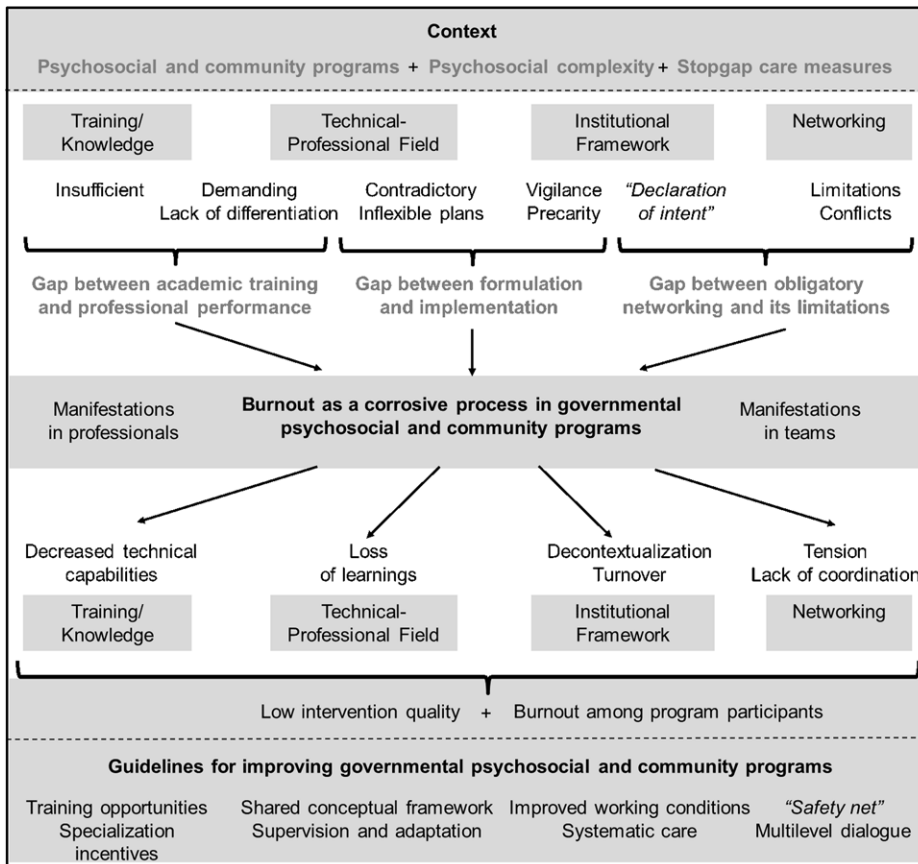 Context
Psychosocial and community programs + Psychosocial complexity + Stopgap care measures
Training/
Knowledge
Technical-
Professional Field
Institutional
Framework
Networking
Insufficient
Demanding
Lack of differentiation
Contradictory
Inflexible plans
Vigilance
Precarity
“Declaration
of intent”
Limitations
Conflicts
Gap between academic training
and professional performance
Gap between formulation
and implementation
Gap between obligatory
networking and its limitations
Manifestations
in professionals
Burnout as a corrosive process in governmental
psychosocial and community programs
Manifestations
in teams
Decreased technical
capabilities
Loss
of learnings
Decontextualization
Turnover
Tension
Lack of coordination
Training/
Knowledge
Technical-
Professional Field
Institutional
Framework
Networking
Low intervention quality + Burnout among program participants
Guidelines for improving governmental psychosocial and community programs
Training opportunities
Specialization
incentives
Shared conceptual framework
Supervision and adaptation
Improved working conditions
Systematic care
“Safety net”
Multilevel dialogue